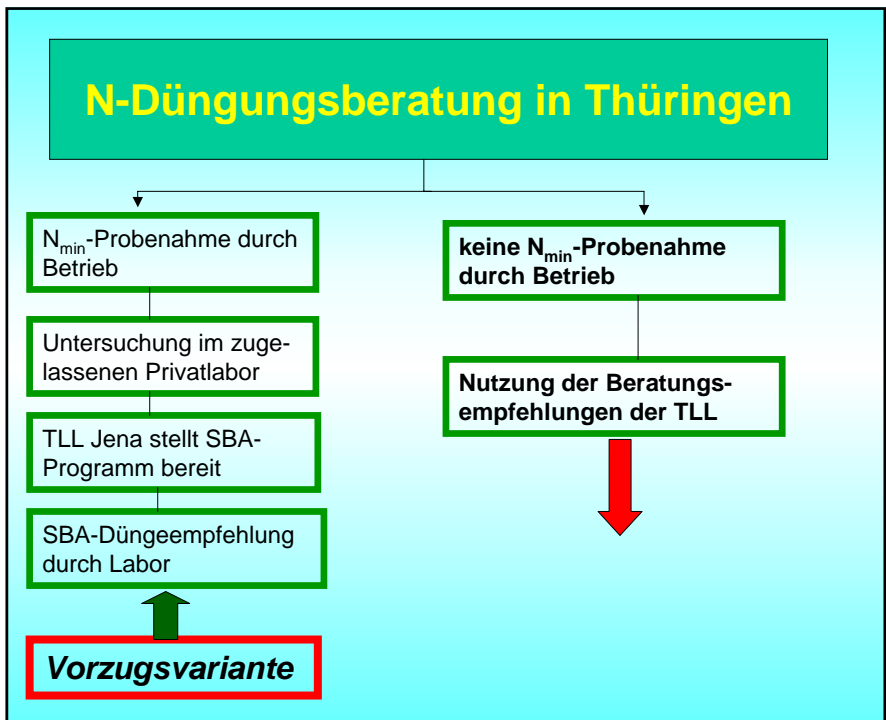 N-Düngungsberatung in Thüringen
Nmin-Probenahme durch
Betrieb
Untersuchung im zuge-
lassenen Privatlabor
TLL Jena stellt SBA-
Programm bereit
SBA-Düngeempfehlung
durch Labor
Vorzugsvariante
keine Nmin-Probenahme
durch Betrieb
Nutzung der Beratungs-
empfehlungen der TLL